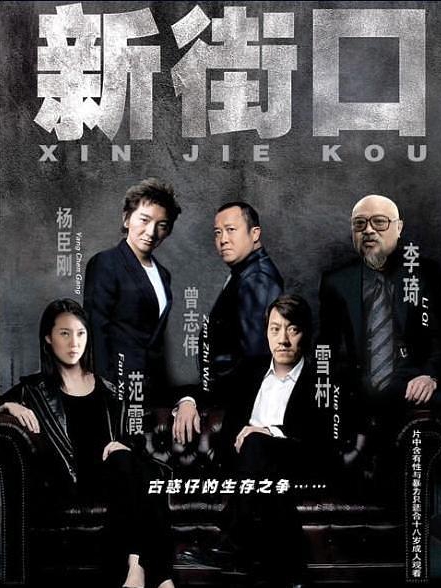 新街口
XIN JIE KOU
杨臣刚
Yang Chen Gang
曾志伟
Zen Zhi Wei
李琦
Li Qi
范霞
Fan Xia
雪村
Xue Cun
古惑仔的生存之争……
片中含有性与暴力只适合十八岁成人观看